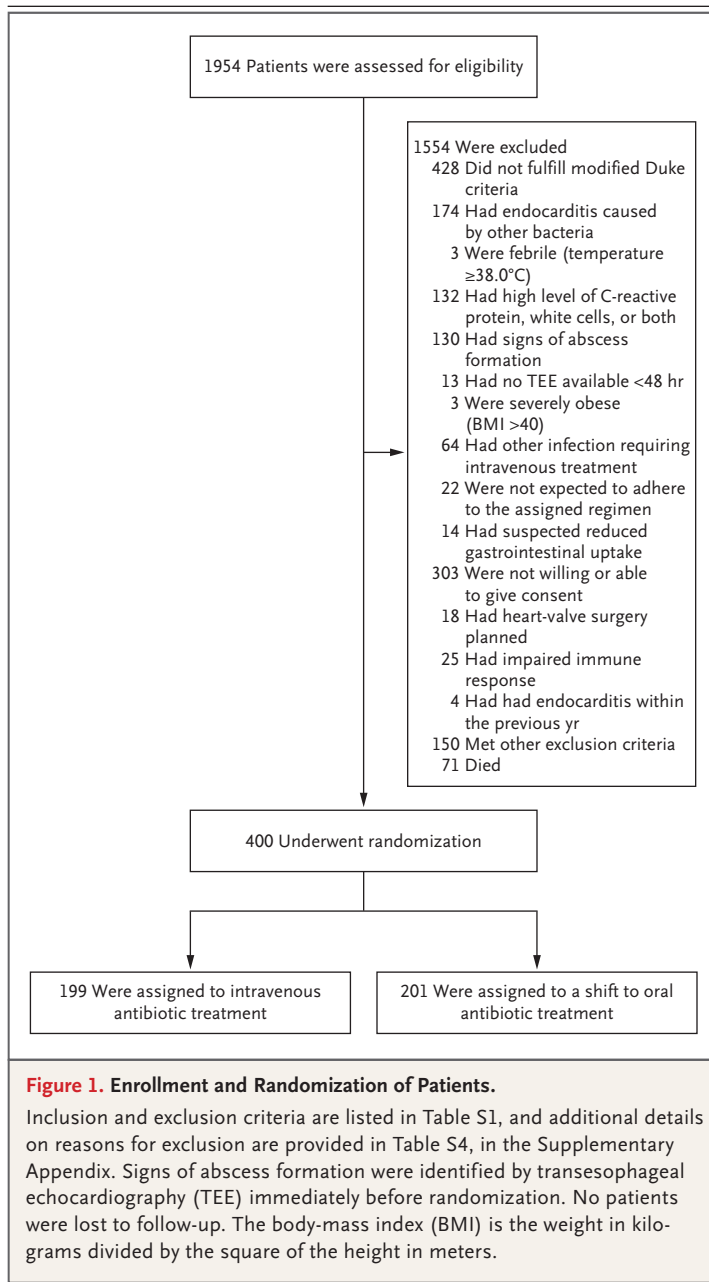 1954 Patients were assessed for eligibility
1554 Were excluded
428 Did not fulfill modified Duke
criteria
174 Had endocarditis caused
by other bacteria
3 Were febrile (temperature
≥38.0°C)
132 Had high level of C-reactive
protein, white cells, or both
130 Had signs of abscess
formation
13 Had no TEE available <48 hr
3 Were severely obese
(BMI >40)
64 Had other infection requiring
intravenous treatment
22 Were not expected to adhere
to the assigned regimen
14 Had suspected reduced
gastrointestinal uptake
303 Were not willing or able
to give consent
18 Had heart-valve surgery
planned
25 Had impaired immune
response
4 Had had endocarditis within
the previous yr
150 Met other exclusion criteria
71 Died
400 Underwent randomization
199 Were assigned to intravenous
antibiotic treatment
201 Were assigned to a shift to oral
antibiotic treatment
Figure 1. Enrollment and Randomization of Patients.
Inclusion and exclusion criteria are listed in Table S1, and additional details
on reasons for exclusion are provided in Table S4, in the Supplementary
Appendix. Signs of abscess formation were identified by transesophageal
echocardiography (TEE) immediately before randomization. No patients
were lost to follow-up. The body-mass index (BMI) is the weight in kilo-
grams divided by the square of the height in meters.